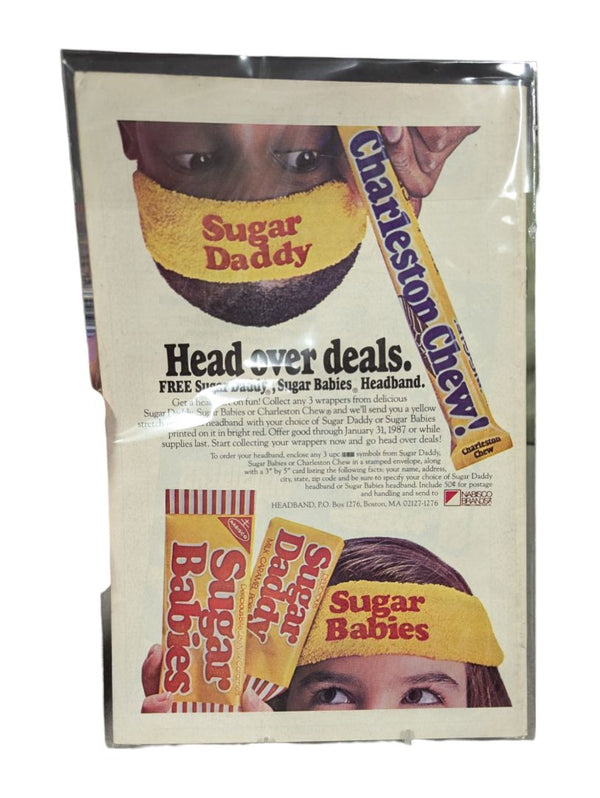 Sugar
Daddy
Charleston Chew!
Charleston
Chew
Head over deals.
FREE Sugar Daddy, Sugar Babies Headband.
Get a head on fun! Collect any 3 wrappers from delicious
Sugar Daddy, Sugar Babies or Charleston Chew® and we'll send you a yellow
stretch headband with your choice of Sugar Daddy or Sugar Babies
printed on it in bright red. Offer good through January 31, 1987 or while
supplies last. Start collecting your wrappers now and go head over deals!
To order your headband, enclose any 3 upc symbols from Sugar Daddy,
Sugar Babies or Charleston Chew in a stamped envelope, along
with a 3" by 5" card listing the following facts: your name, address,
city, state, zip code and be sure to specify your choice of Sugar Daddy
headband or Sugar Babies headband. Include 50¢ for postage
and handling and send to
HEADBAND, P.O. Box 1276, Boston, MA 02127-1276
NABISCO
BRANDS
NABISCO
Sugar
Babies
Sugar
Daddy
MILK CARAMEL POPS
Sugar
Babies